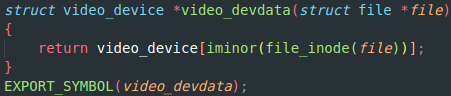 struct video_device *video_devdata(struct file *file)
{
    return video_device[iminor(file_inode(file))];
}
EXPORT_SYMBOL(video_devdata);